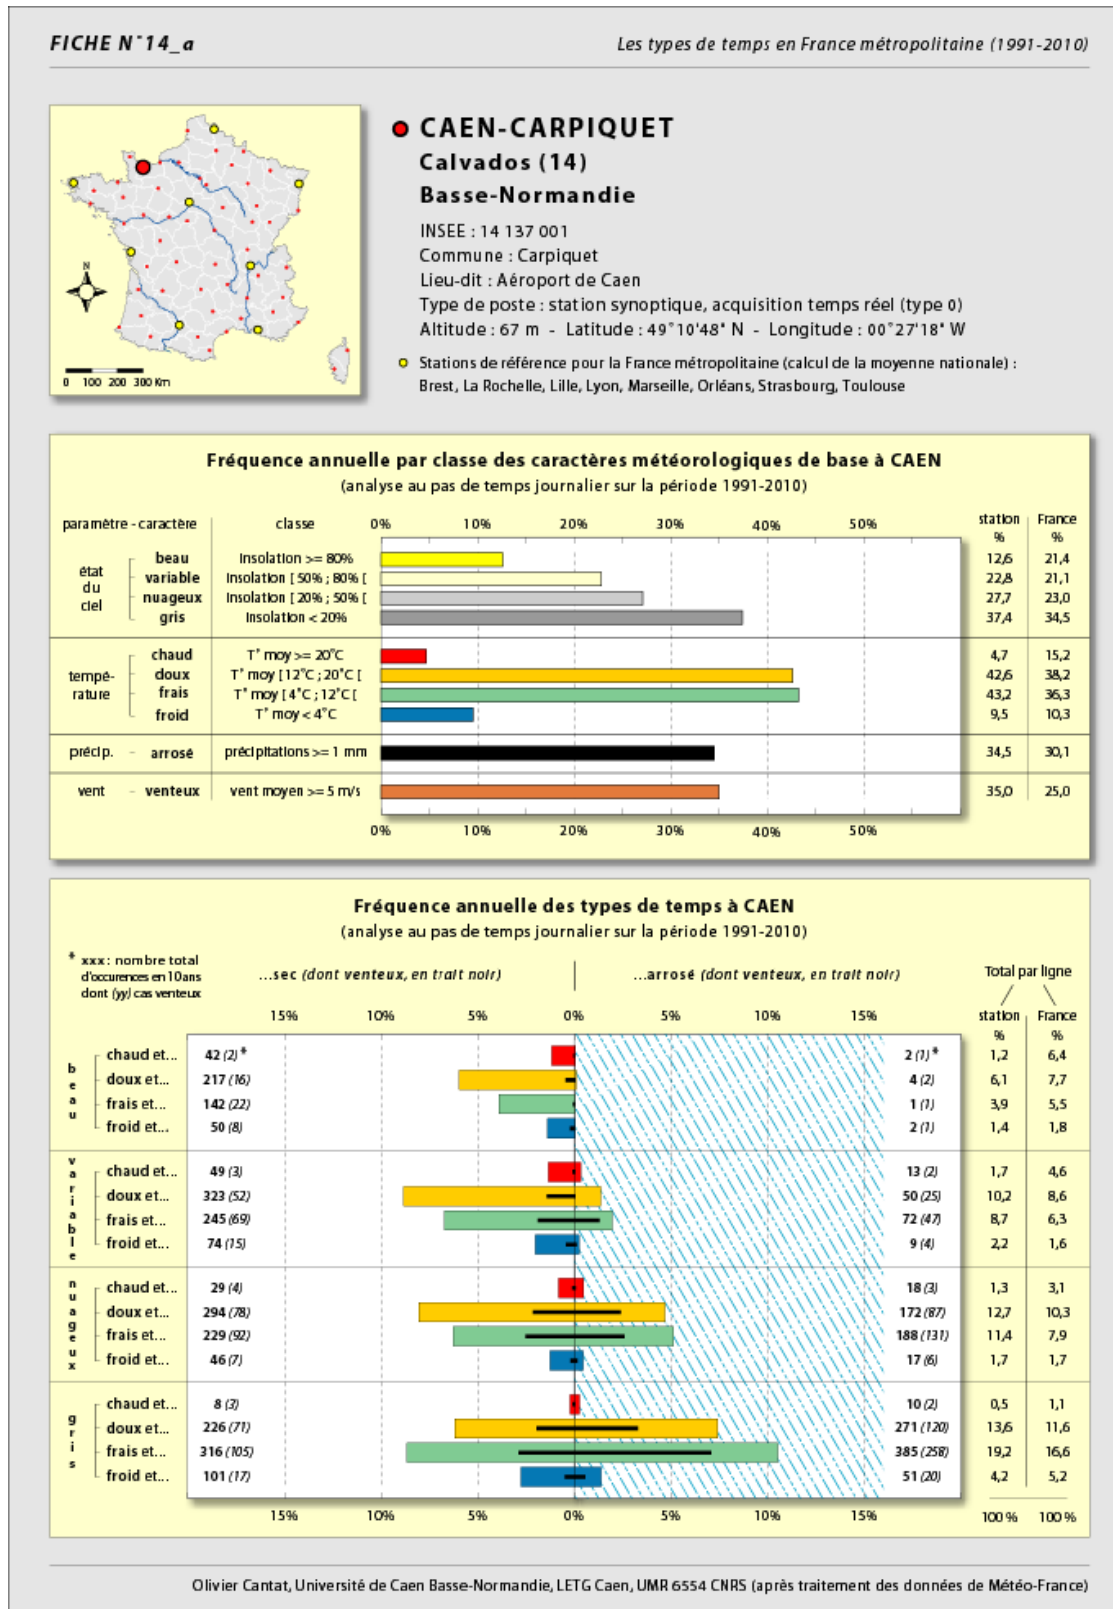 FICHE N°14_a
Les types de temps en France métropolitaine (1991-2010)
N
0 100 200 300 Km
CAEN-CARPIQUET
Calvados (14)
Basse-Normandie
INSEE : 14 137 001
Commune : Carpiquet
Lieu-dit : Aéroport de Caen
Type de poste : station synoptique, acquisition temps réel (type 0)
Altitude : 67 m - Latitude : 49°10'48" N - Longitude : 00°27'18" W
Stations de référence pour la France métropolitaine (calcul de la moyenne nationale) :
Brest, La Rochelle, Lille, Lyon, Marseille, Orléans, Strasbourg, Toulouse
Fréquence annuelle par classe des caractères météorologiques de base à CAEN
(analyse au pas de temps journalier sur la période 1991-2010)
paramètre - caractère classe 0% 10% 20% 30% 40% 50% station % France %
état du ciel
beau Insolation >= 80% 12,6 21,4
variable Insolation [ 50% ; 80% [ 22,8 21,1
nuageux Insolation [ 20% ; 50% [ 27,7 23,0
gris Insolation < 20% 37,4 34,5
tempé-rature
chaud T° moy >= 20°C 4,7 15,2
doux T° moy [ 12°C ; 20°C [ 42,6 38,2
frais T° moy [ 4°C ; 12°C [ 43,2 36,3
froid T° moy < 4°C 9,5 10,3
précip. - arrosé précipitations >= 1 mm 34,5 30,1
vent - venteux vent moyen >= 5 m/s 35,0 25,0
0% 10% 20% 30% 40% 50%
Fréquence annuelle des types de temps à CAEN
(analyse au pas de temps journalier sur la période 1991-2010)
* xxx : nombre total
d'occurences en 10ans
dont (yy) cas venteux
...sec (dont venteux, en trait noir) ...arrosé (dont venteux, en trait noir) Total par ligne
15% 10% 5% 0% 5% 10% 15% station % France %
beau
chaud et... 42 (2)* 2 (1)* 1,2 6,4
doux et... 217 (16) 4 (2) 6,1 7,7
frais et... 142 (22) 1 (1) 3,9 5,5
froid et... 50 (8) 2 (1) 1,4 1,8
variable
chaud et... 49 (3) 13 (2) 1,7 4,6
doux et... 323 (52) 50 (25) 10,2 8,6
frais et... 245 (69) 72 (47) 8,7 6,3
froid et... 74 (15) 9 (4) 2,2 1,6
nuageux
chaud et... 29 (4) 18 (3) 1,3 3,1
doux et... 294 (78) 172 (87) 12,7 10,3
frais et... 229 (92) 188 (131) 11,4 7,9
froid et... 46 (7) 17 (6) 1,7 1,7
gris
chaud et... 8 (3) 10 (2) 0,5 1,1
doux et... 226 (71) 271 (120) 13,6 11,6
frais et... 316 (105) 385 (258) 19,2 16,6
froid et... 101 (17) 51 (20) 4,2 5,2
15% 10% 5% 0% 5% 10% 15% 100 % 100 %
Olivier Cantat, Université de Caen Basse-Normandie, LETG Caen, UMR 6554 CNRS (après traitement des données de Météo-France)